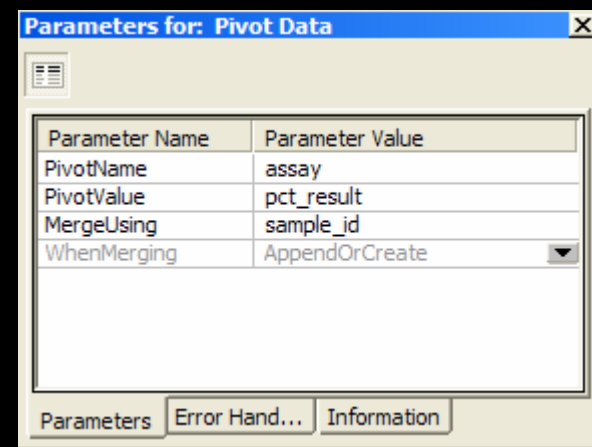 Parameters for: Pivot Data
Parameter Name Parameter Value
PivotName assay
PivotValue pct_result
MergeUsing sample_id
WhenMerging AppendOrCreate
Parameters Error Hand... Information